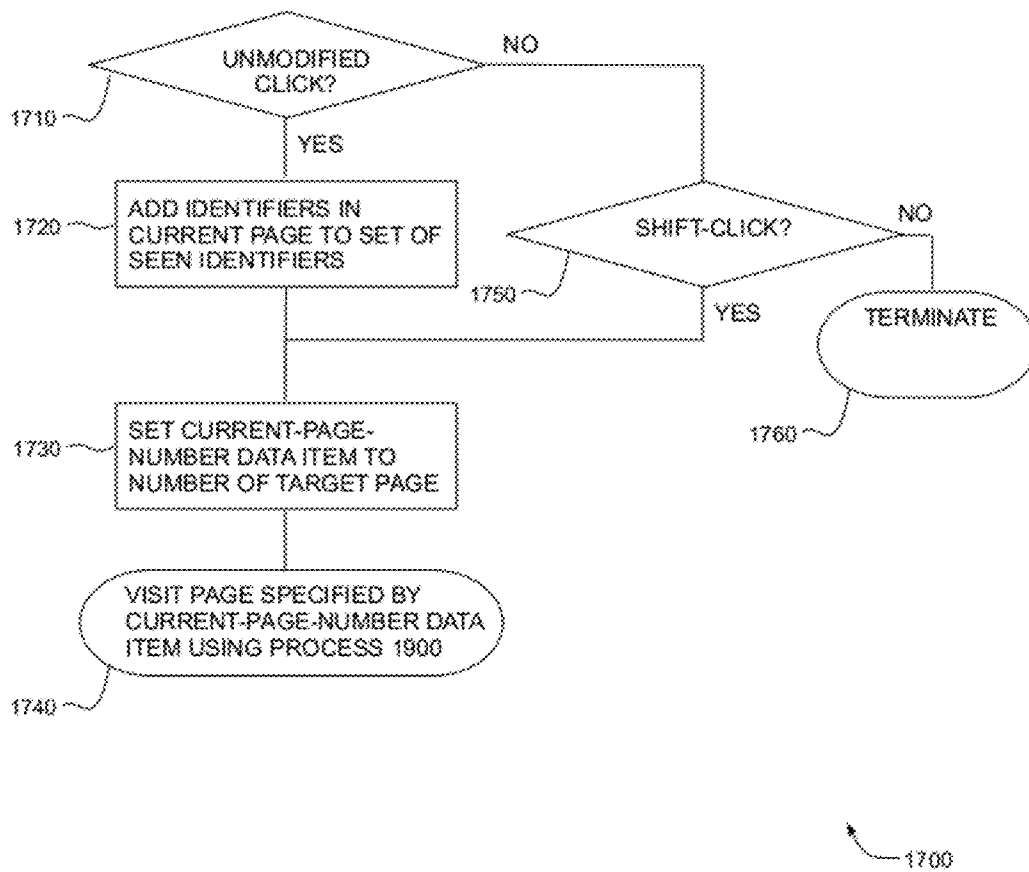 UNMODIFIED
CLICK?
NO
1710
YES
1720
ADD IDENTIFIERS IN
CURRENT PAGE TO SET OF
SEEN IDENTIFIERS
SHIFT-CLICK?
NO
1750
YES
TERMINATE
1760
1730
SET CURRENT-PAGE-
NUMBER DATA ITEM TO
NUMBER OF TARGET PAGE
VISIT PAGE SPECIFIED BY
CURRENT-PAGE-NUMBER DATA
ITEM USING PROCESS 1900
1740
1700